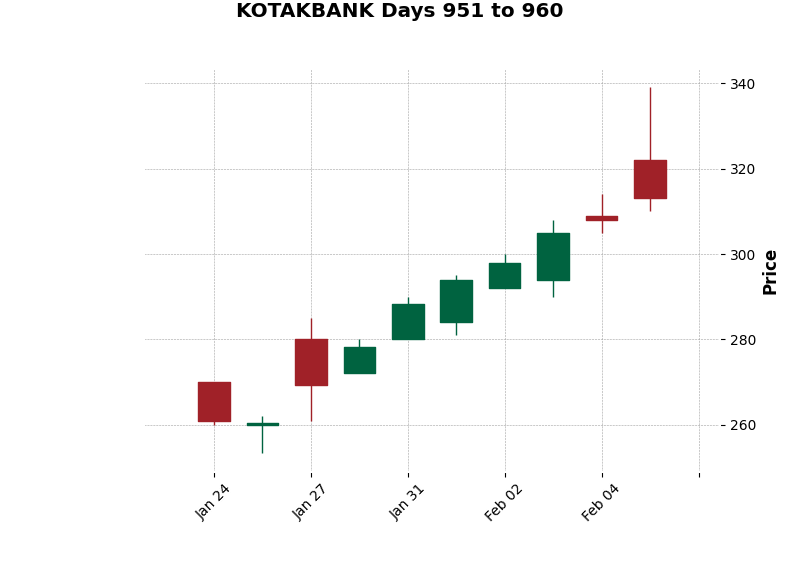 KOTAKBANK Days 951 to 960
340
320
300
280
260
Price
Jan 24
Jan 27
Jan 31
Feb 02
Feb 04